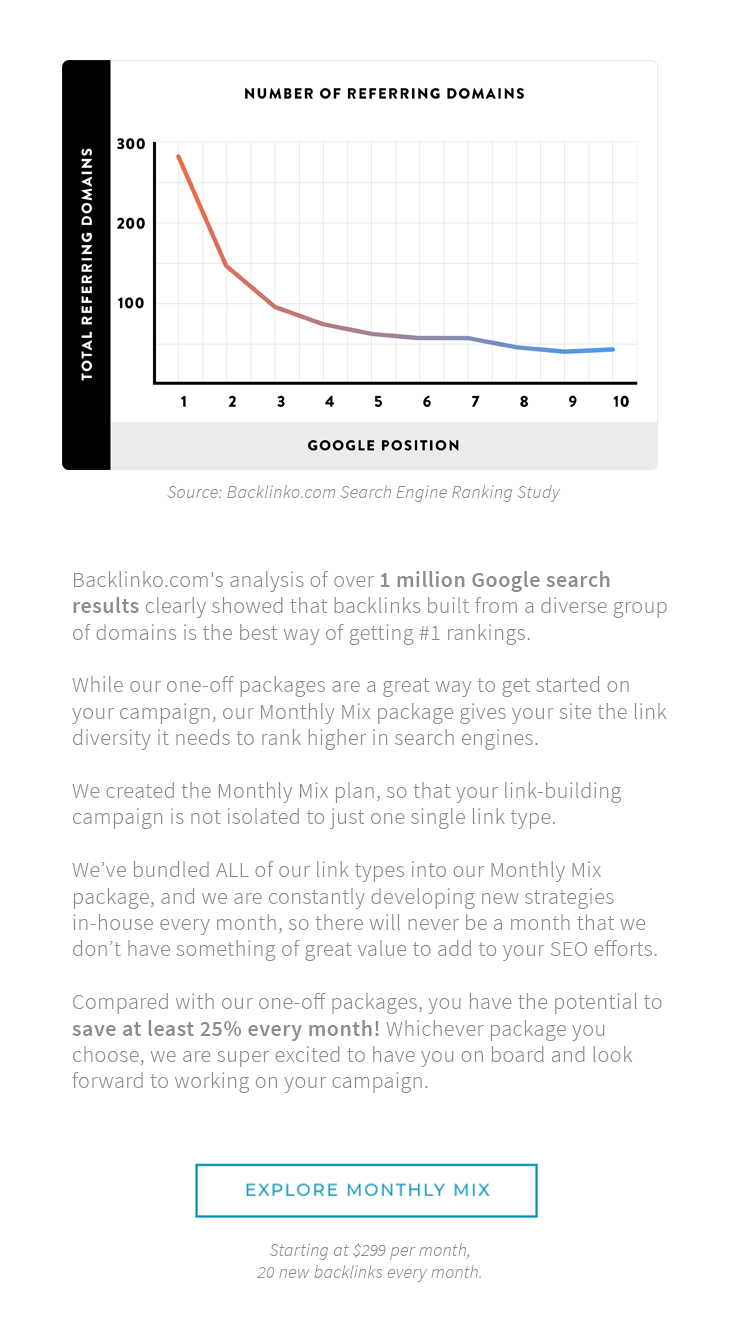 NUMBER OF REFERRING DOMAINS
TOTAL REFERRING DOMAINS
300
200
100
1 2 3 4 5 6 7 8 9 10
GOOGLE POSITION
Source: Backlinko.com Search Engine Ranking Study
Backlinko.com's analysis of over 1 million Google search
results clearly showed that backlinks built from a diverse group
of domains is the best way of getting #1 rankings.
While our one-off packages are a great way to get started on
your campaign, our Monthly Mix package gives your site the link
diversity it needs to rank higher in search engines.
We created the Monthly Mix plan, so that your link-building
campaign is not isolated to just one single link type.
We’ve bundled ALL of our link types into our Monthly Mix
package, and we are constantly developing new strategies
in-house every month, so there will never be a month that we
don’t have something of great value to add to your SEO efforts.
Compared with our one-off packages, you have the potential to
save at least 25% every month! Whichever package you
choose, we are super excited to have you on board and look
forward to working on your campaign.
EXPLORE MONTHLY MIX
Starting at $299 per month,
20 new backlinks every month.